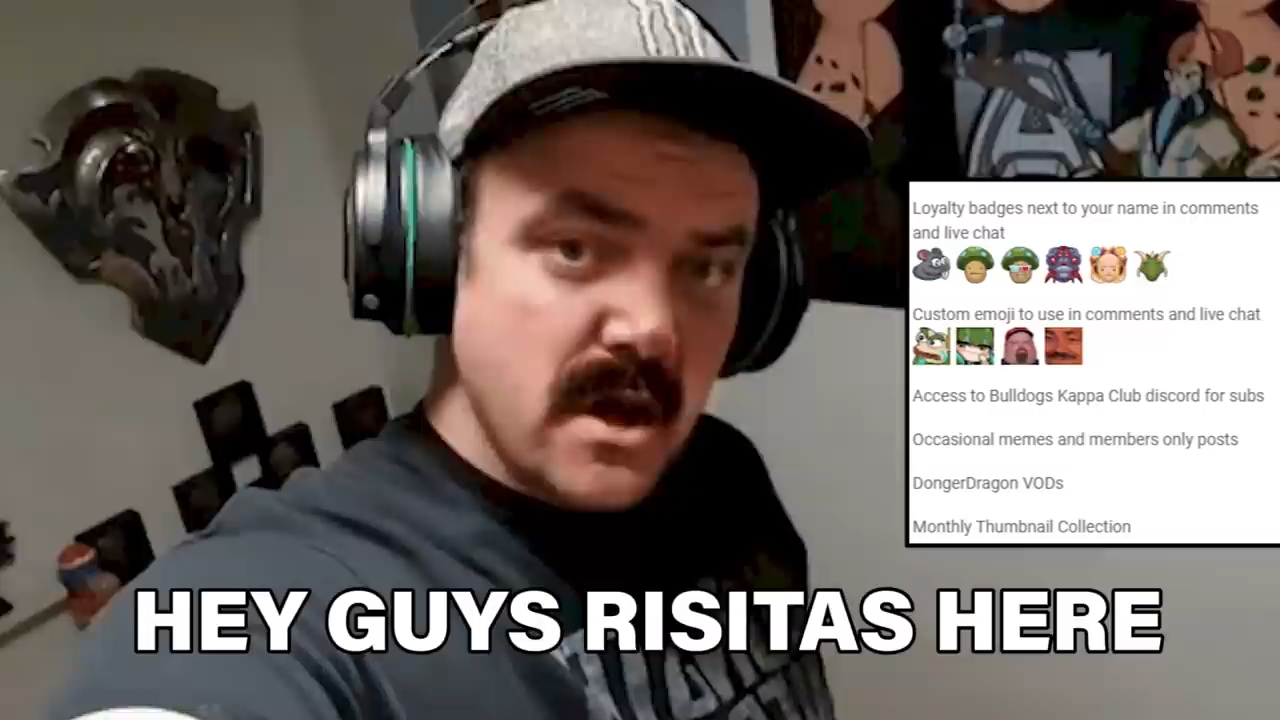 Loyalty badges next to your name in comments
and live chat
Custom emoji to use in comments and live chat
Access to Bulldogs Kappa Club discord for subs
Occasional memes and members only posts
DongerDragon VODs
Monthly Thumbnail Collection
HEY GUYS RISITAS HERE